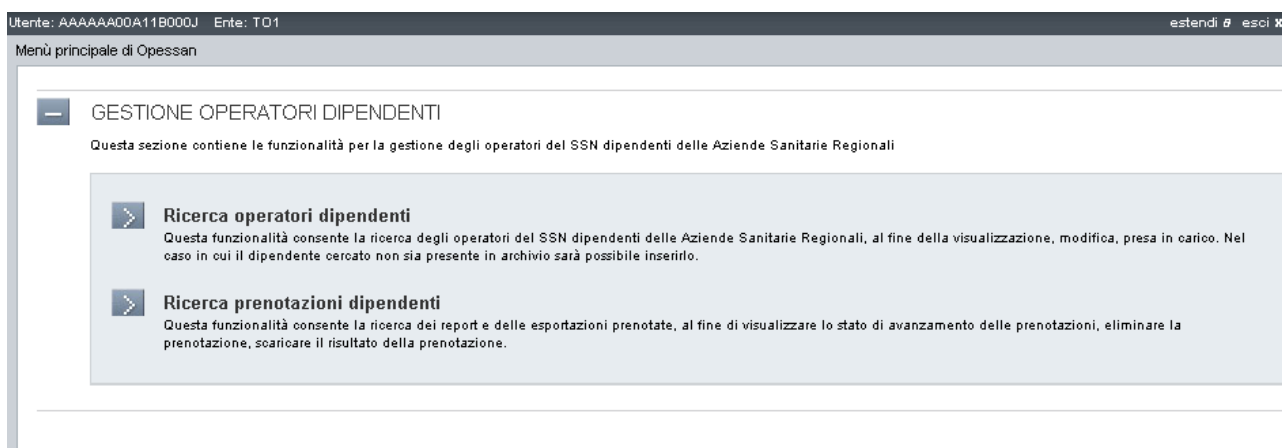 Utente: AAAAAA00A11B000J Ente: TO1 estendi esci
Menù principale di Opessan
GESTIONE OPERATORI DIPENDENTI
Questa sezione contiene le funzionalità per la gestione degli operatori del SSN dipendenti delle Aziende Sanitarie Regionali
Ricerca operatori dipendenti
Questa funzionalità consente la ricerca degli operatori del SSN dipendenti delle Aziende Sanitarie Regionali, al fine della visualizzazione, modifica, presa in carico. Nel
caso in cui il dipendente cercato non sia presente in archivio sarà possibile inserirlo.
Ricerca prenotazioni dipendenti
Questa funzionalità consente la ricerca dei report e delle esportazioni prenotate, al fine di visualizzare lo stato di avanzamento delle prenotazioni, eliminare la
prenotazione, scaricare il risultato della prenotazione.